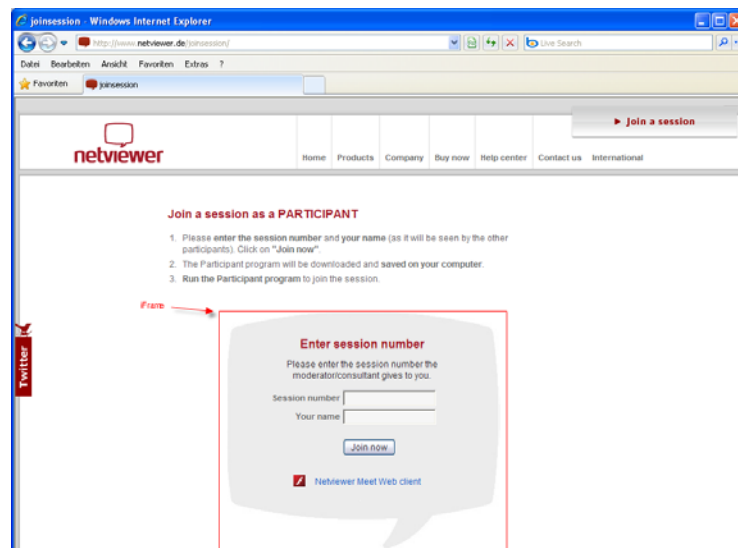 joinsession - Windows Internet Explorer
http://www.netviewer.de/joinsession/
Live Search
Datei Bearbeiten Ansicht Favoriten Extras ?
Favoriten joinsession
Join a session
netviewer
Home Products Company Buy now Help center Contact us International
Join a session as a PARTICIPANT
1. Please enter the session number and your name (as it will be seen by the other
participants). Click on "Join now".
2. The Participant program will be downloaded and saved on your computer.
3. Run the Participant program to join the session.
iFrame
Twitter
Enter session number
Please enter the session number the
moderator/consultant gives to you.
Session number
Your name
Join now
Netviewer Meet Web client